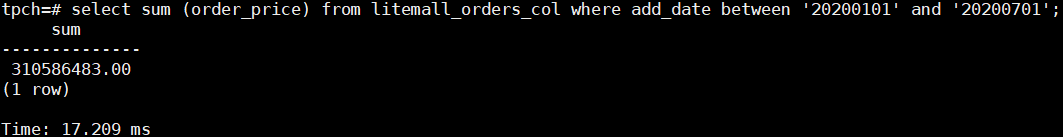 tpch=# select sum (order_price) from litemall_orders_col where add_date between '20200101' and '20200701';
sum
--------------
310586483.00
(1 row)
Time: 17.209 ms